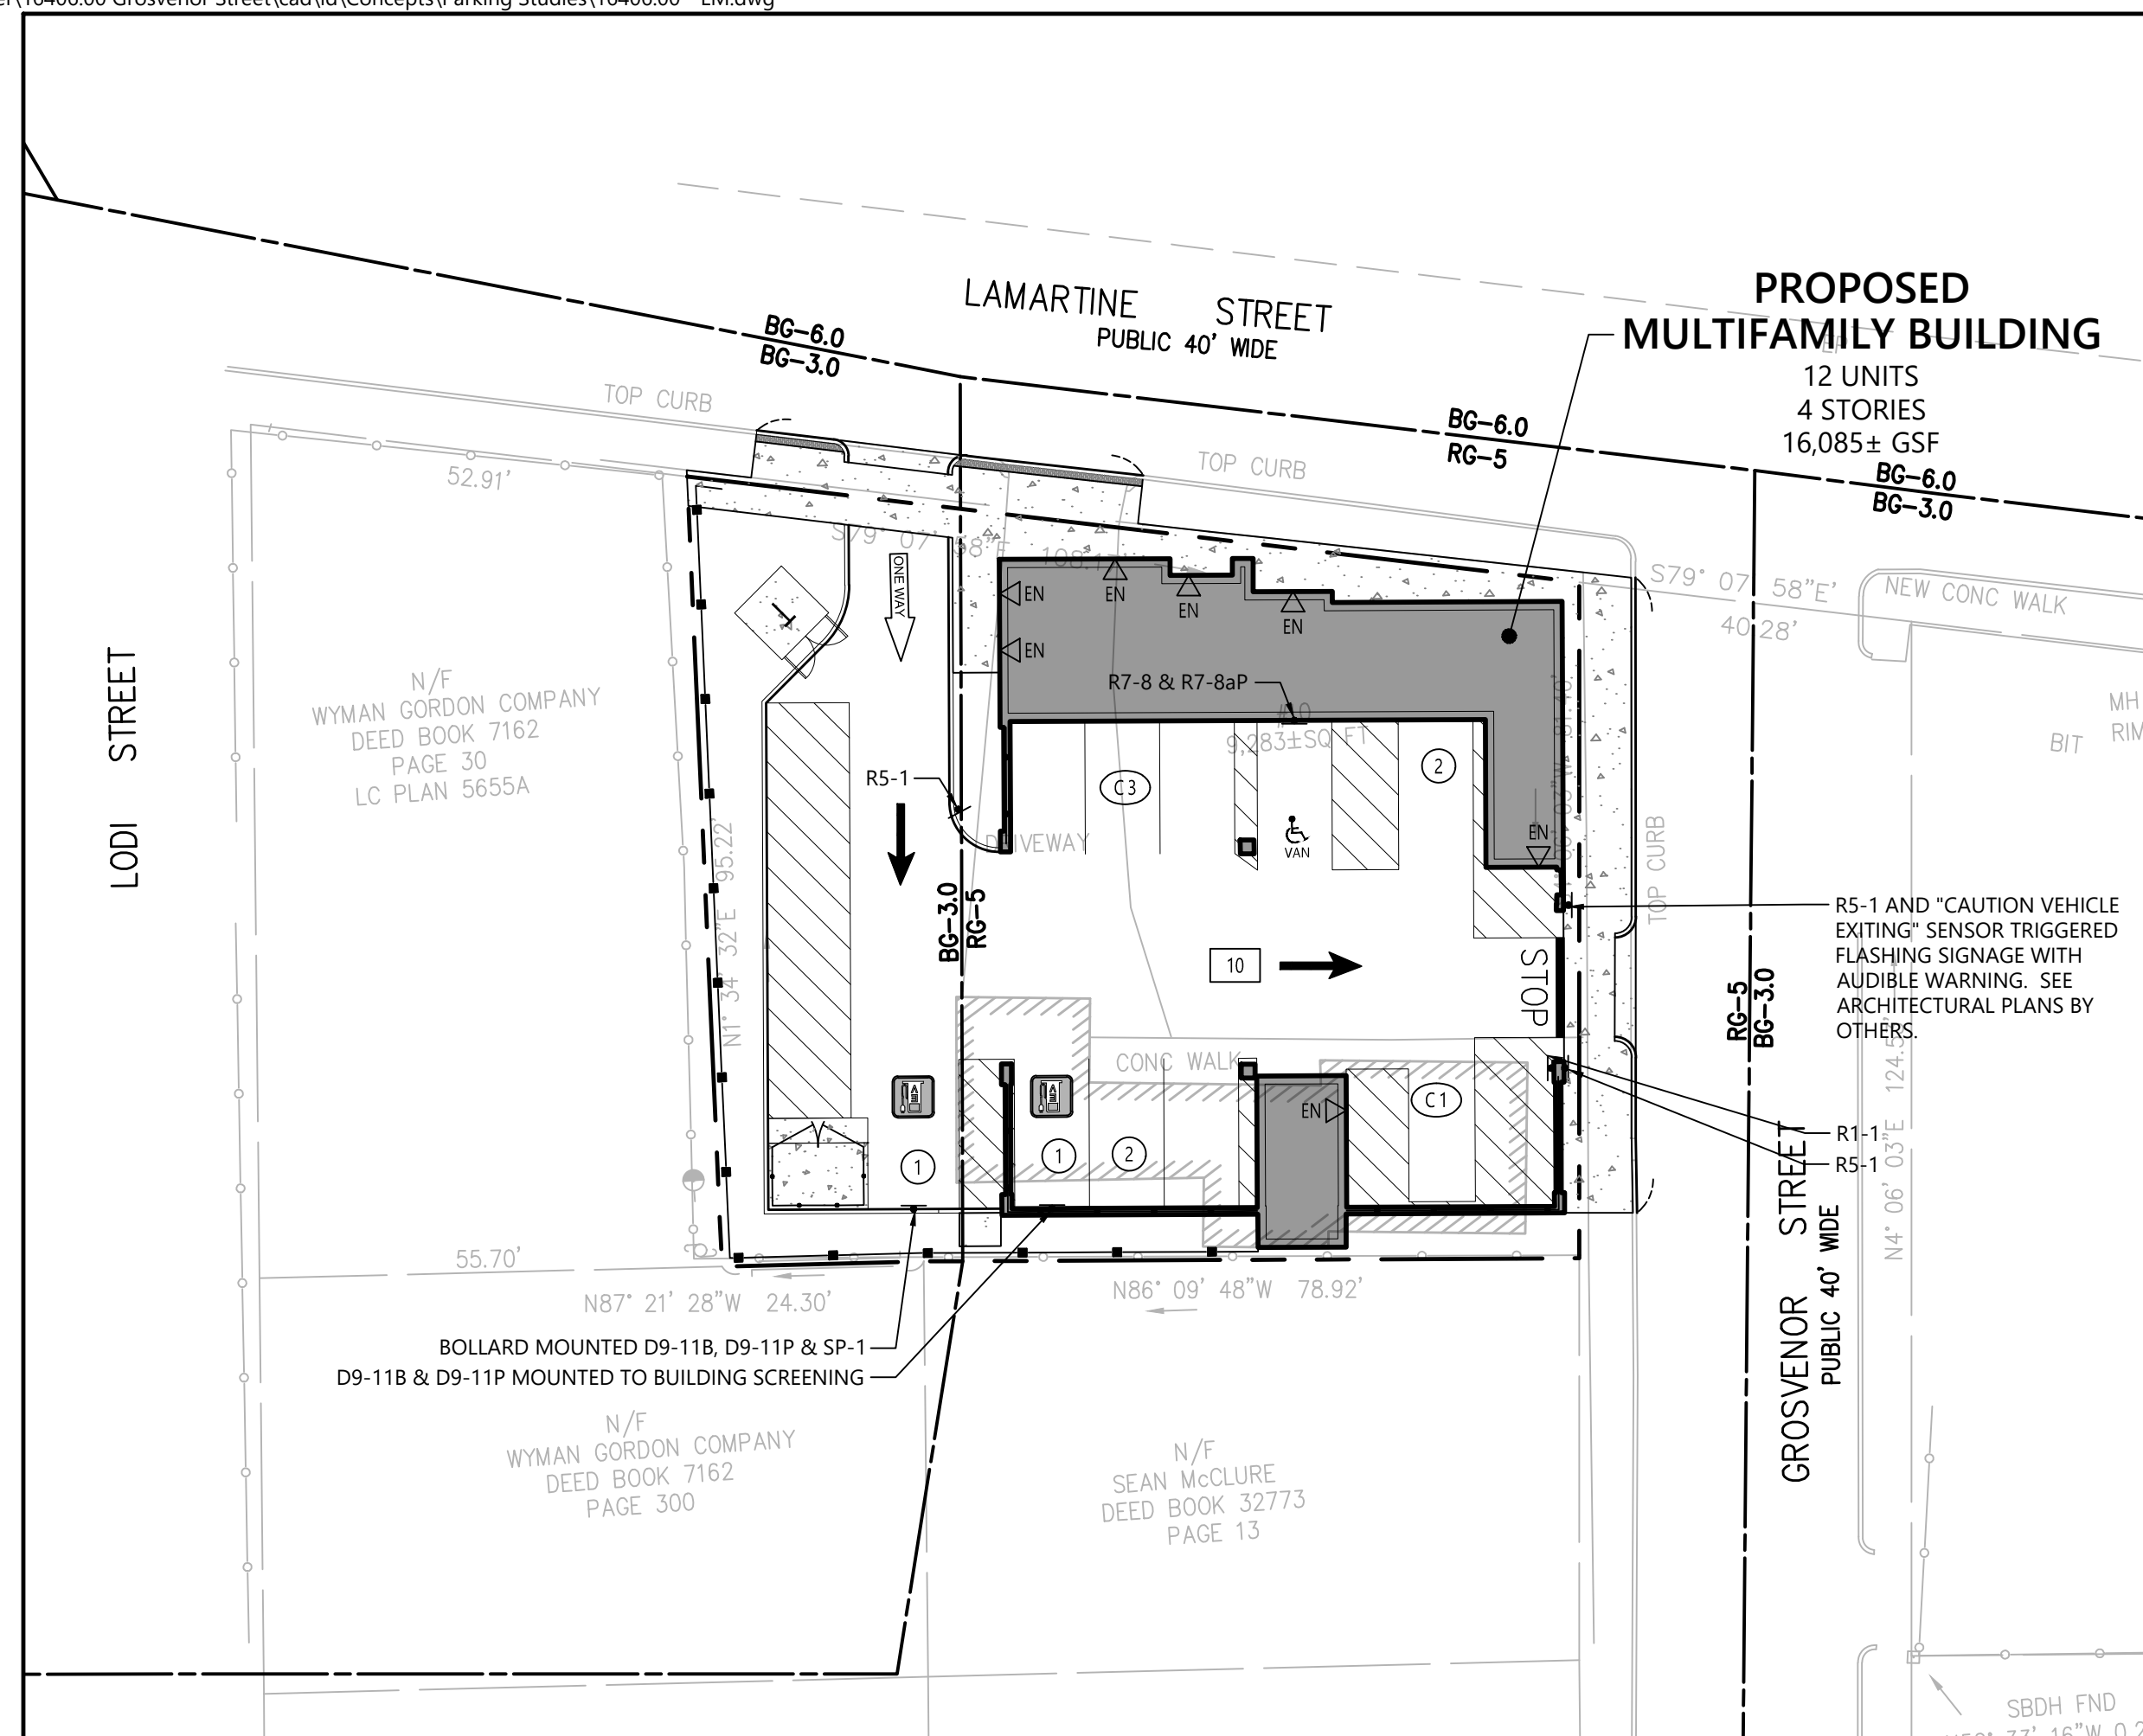 LAMARTINE STREET
PUBLIC 40' WIDE
PROPOSED
MULTIFAMILY BUILDING
12 UNITS
4 STORIES
16,085± GSF
EP
BG-6.0
BG-3.0
BG-6.0
RG-5
BG-6.0
BG-3.0
TOP CURB
TOP CURB
52.91'
S79° 07' 58"E
S79° 07' 58"E'
40.28'
NEW CONC WALK
ONE WAY
EN
EN
EN
EN
EN
LODI STREET
N/F
WYMAN GORDON COMPANY
DEED BOOK 7162
PAGE 30
LC PLAN 5655A
R7-8 & R7-8aP
9,283±SQ FT
MH
RIM
BIT
2
R5-1
C3
VAN
DRIVEWAY
EN
TOP CURB
N1° 34' 32"E 95.22'
BG-3.0
RG-5
10
STOP
R5-1 AND "CAUTION VEHICLE
EXITING" SENSOR TRIGGERED
FLASHING SIGNAGE WITH
AUDIBLE WARNING. SEE
ARCHITECTURAL PLANS BY
OTHERS.
RG-5
BG-3.0
CONC WALK
EN
C1
1
1
2
R1-1
R5-1
GROSVENOR STREET
PUBLIC 40' WIDE
55.70'
N87° 21' 28"W 24.30'
N86° 09' 48"W 78.92'
BOLLARD MOUNTED D9-11B, D9-11P & SP-1
D9-11B & D9-11P MOUNTED TO BUILDING SCREENING
N/F
WYMAN GORDON COMPANY
DEED BOOK 7162
PAGE 300
N/F
SEAN McCLURE
DEED BOOK 32773
PAGE 13
SBDH FND